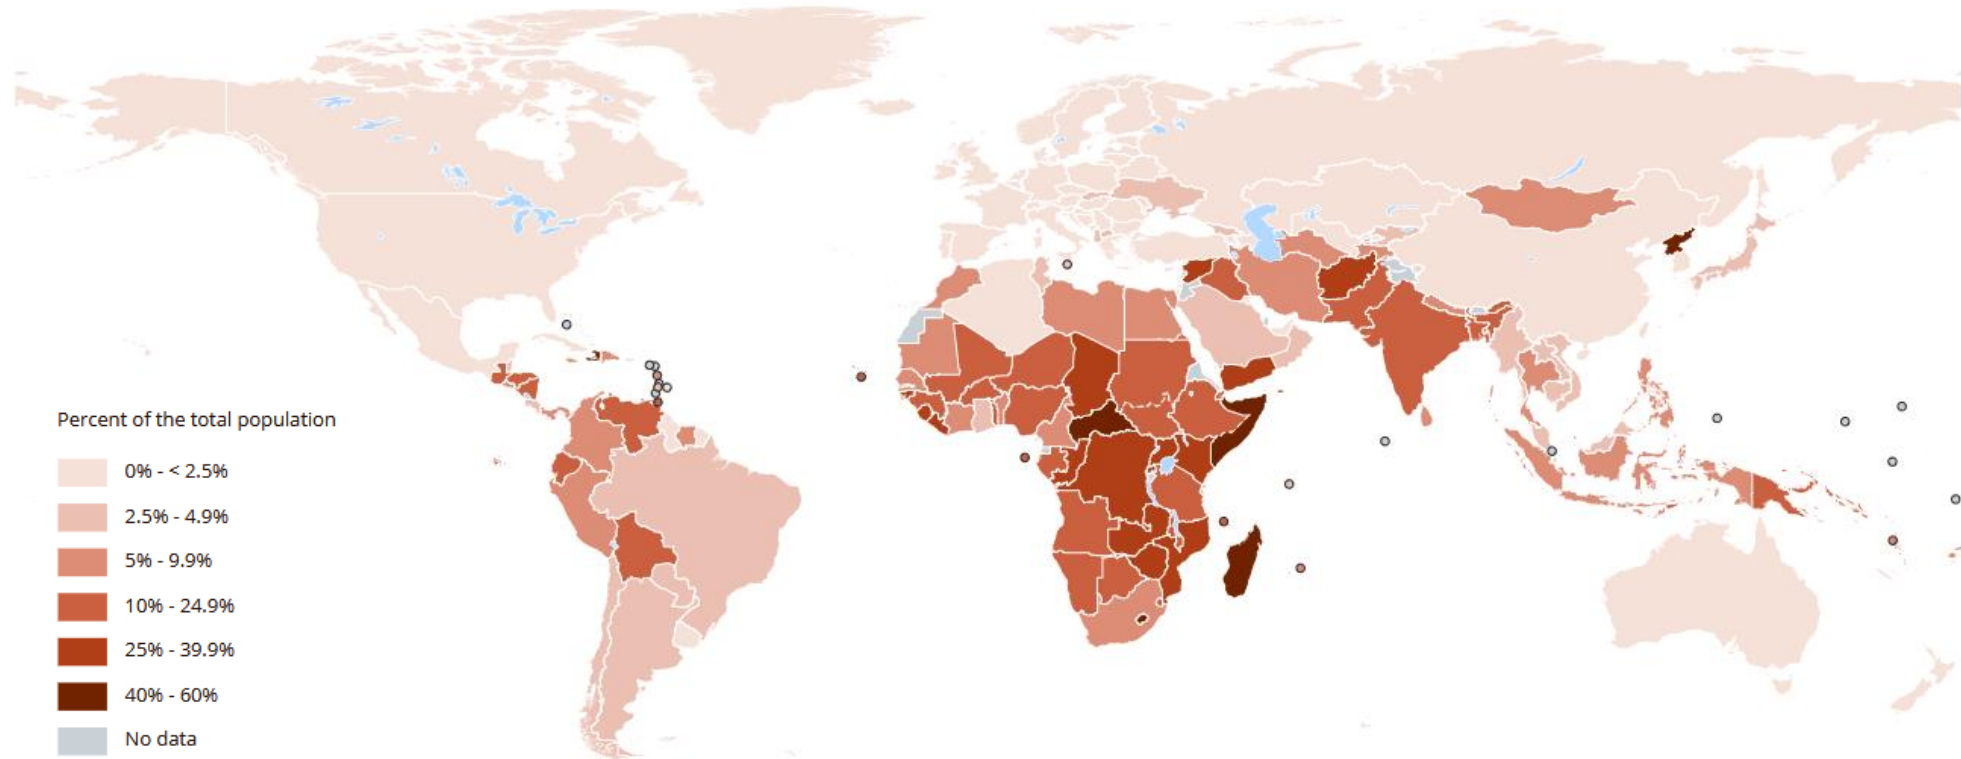 Percent of the total population
0% - < 2.5%
2.5% - 4.9%
5% - 9.9%
10% - 24.9%
25% - 39.9%
40% - 60%
No data